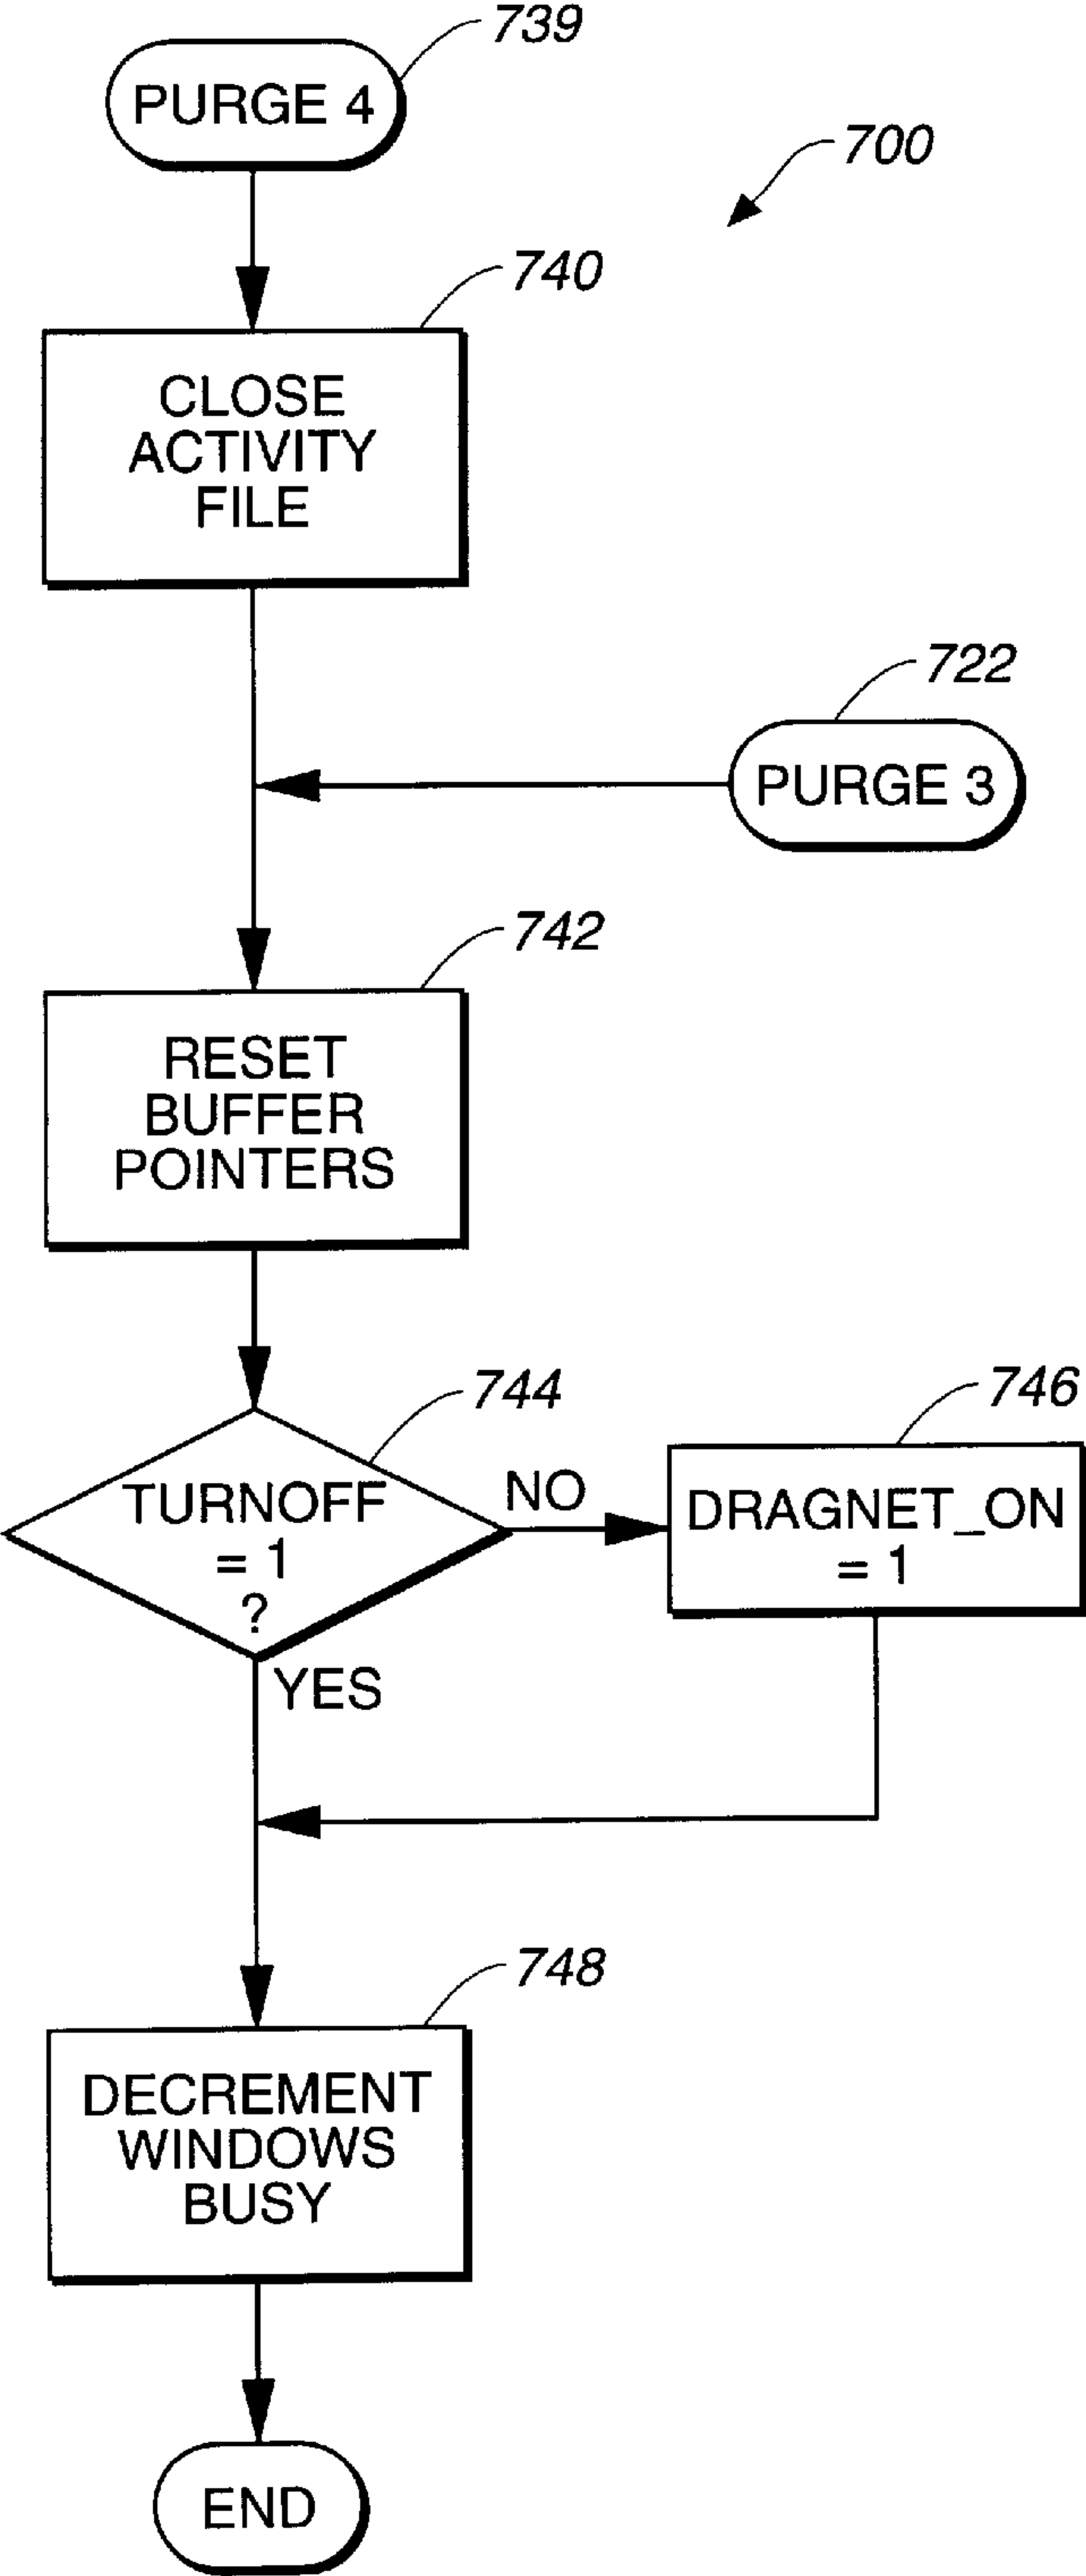 739
PURGE 4
700
740
CLOSE
ACTIVITY
FILE
722
PURGE 3
742
RESET
BUFFER
POINTERS
744
746
TURNOFF
= 1
?
NO
DRAGNET_ON
= 1
YES
748
DECREMENT
WINDOWS
BUSY
END